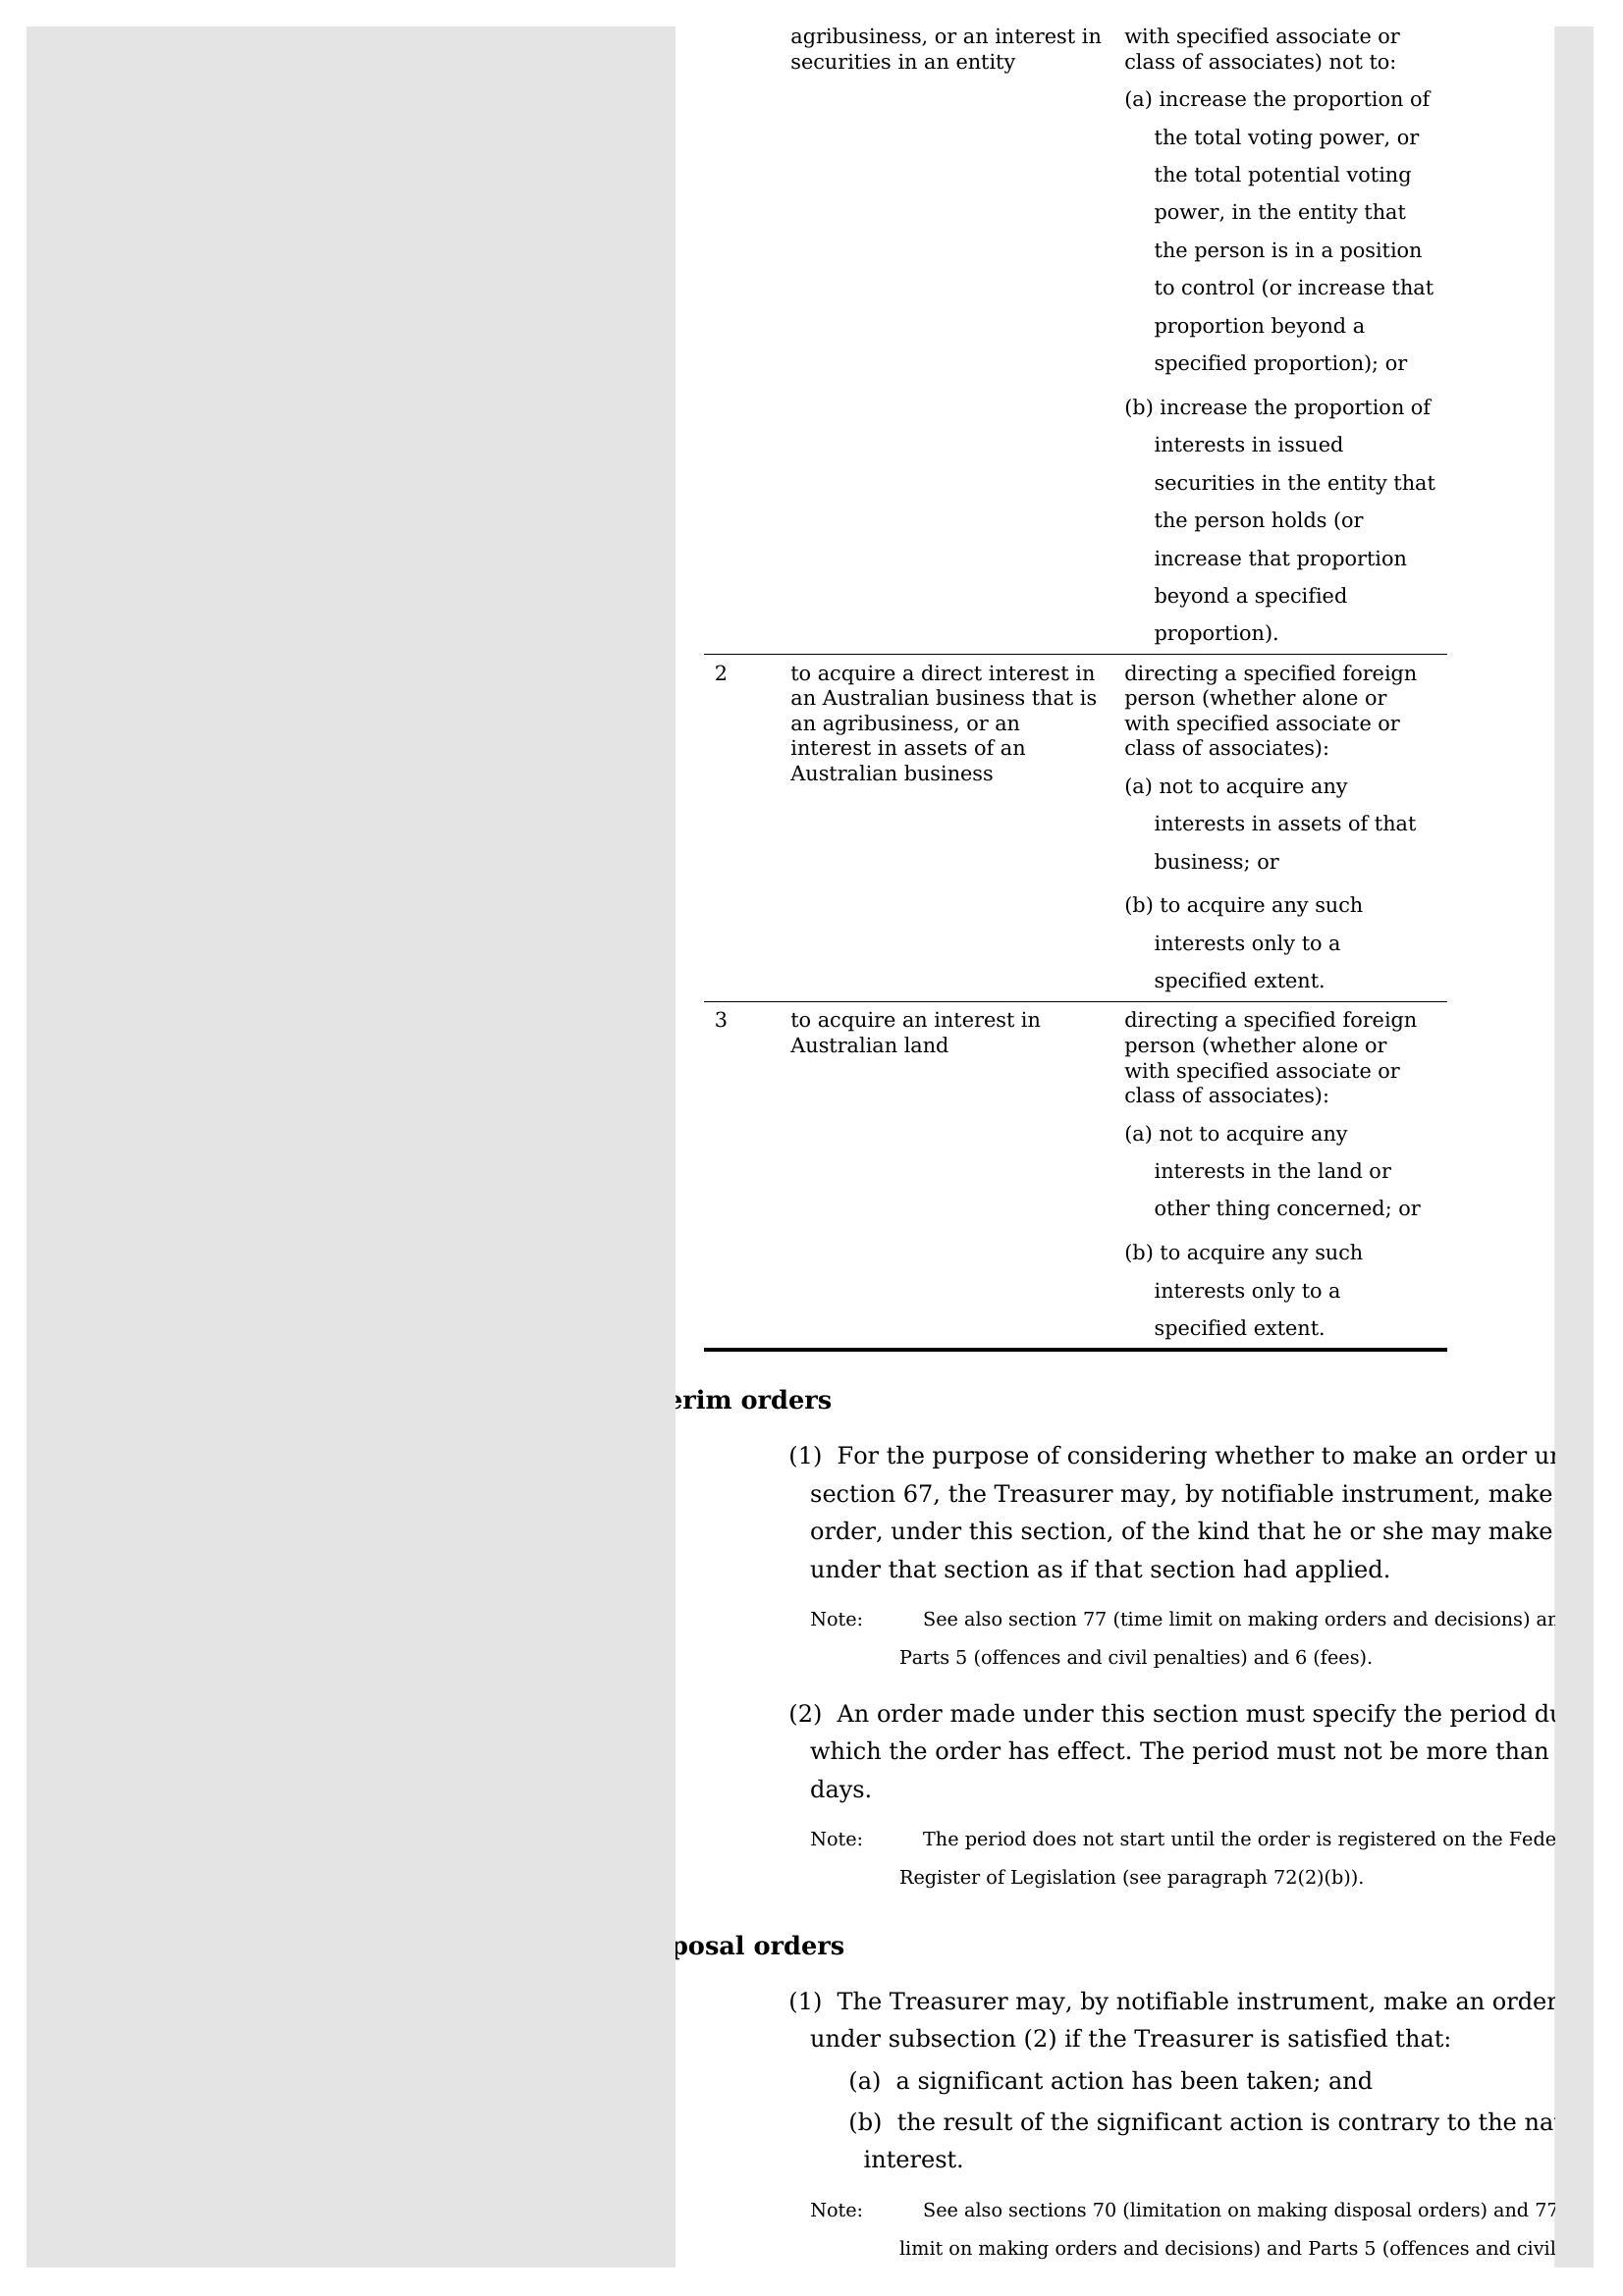 agribusiness, or an interest in
securities in an entity
with specified associate or
class of associates) not to:
(a) increase the proportion of
the total voting power, or
the total potential voting
power, in the entity that
the person is in a position
to control (or increase that
proportion beyond a
specified proportion); or
(b) increase the proportion of
interests in issued
securities in the entity that
the person holds (or
increase that proportion
beyond a specified
proportion).
2
to acquire a direct interest in
an Australian business that is
an agribusiness, or an
interest in assets of an
Australian business
directing a specified foreign
person (whether alone or
with specified associate or
class of associates):
(a) not to acquire any
interests in assets of that
business; or
(b) to acquire any such
interests only to a
specified extent.
3
to acquire an interest in
Australian land
directing a specified foreign
person (whether alone or
with specified associate or
class of associates):
(a) not to acquire any
interests in the land or
other thing concerned; or
(b) to acquire any such
interests only to a
specified extent.
orders
(1) For the purpose of considering whether to make an order
section 67, the Treasurer may, by notifiable instrument, make
order, under this section, of the kind that he or she may make
under that section as if that section had applied.
Note: See also section 77 (time limit on making orders and decisions)
Parts 5 (offences and civil penalties) and 6 (fees).
(2) An order made under this section must specify the period
which the order has effect. The period must not be more than
days.
Note: The period does not start until the order is registered on the
Register of Legislation (see paragraph 72(2)(b)).
orders
(1) The Treasurer may, by notifiable instrument, make an order
under subsection (2) if the Treasurer is satisfied that:
(a) a significant action has been taken; and
(b) the result of the significant action is contrary to the
interest.
Note: See also sections 70 (limitation on making disposal orders) and 77
limit on making orders and decisions) and Parts 5 (offences and civil